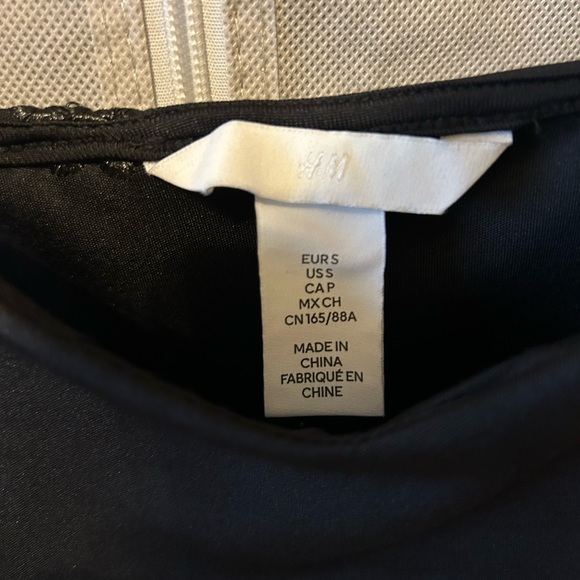 H&M
EUR S
US S
CA P
MX CH
CN 165/88A
MADE IN
CHINA
FABRIQUÉ EN
CHINE